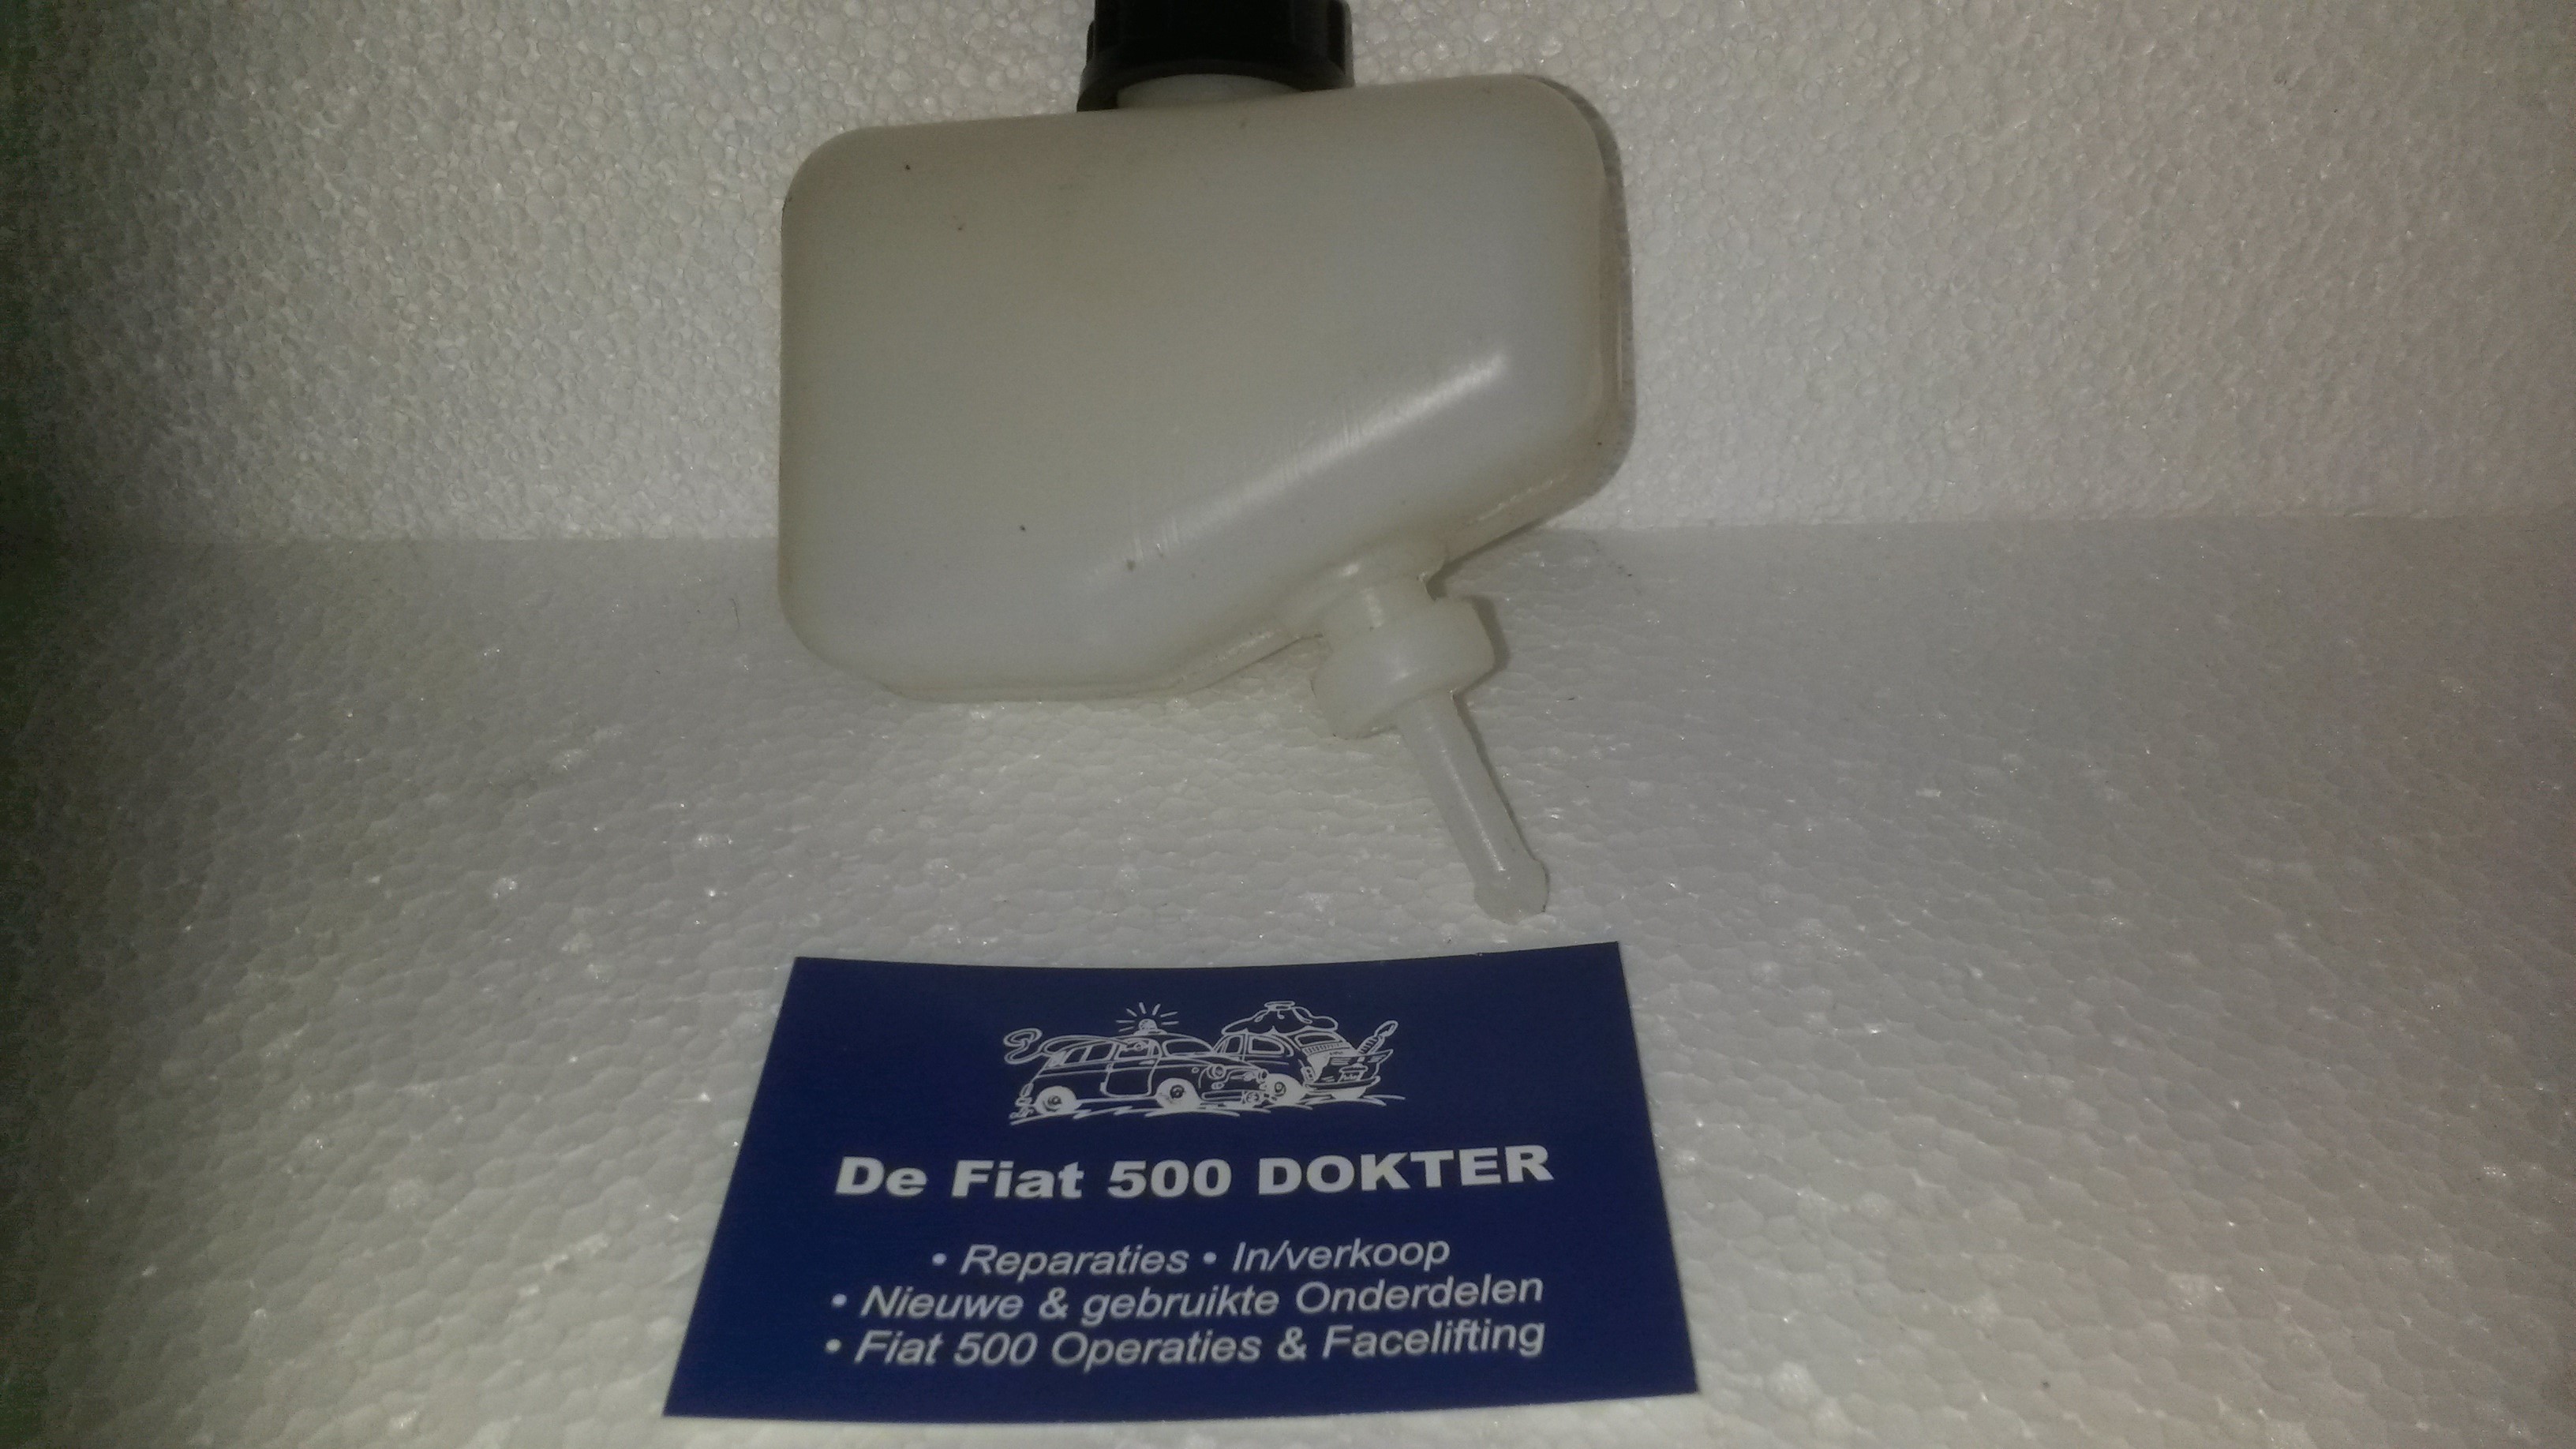 De Fiat 500 DOKTER
• Reparaties • In/verkoop
• Nieuwe & gebruikte Onderdelen
• Fiat 500 Operaties & Facelifting